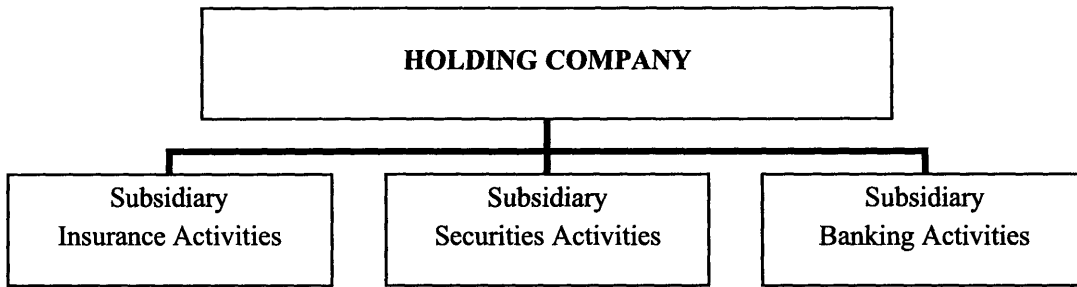 HOLDING COMPANY
Subsidiary
Insurance Activities
Subsidiary
Securities Activities
Subsidiary
Banking Activities